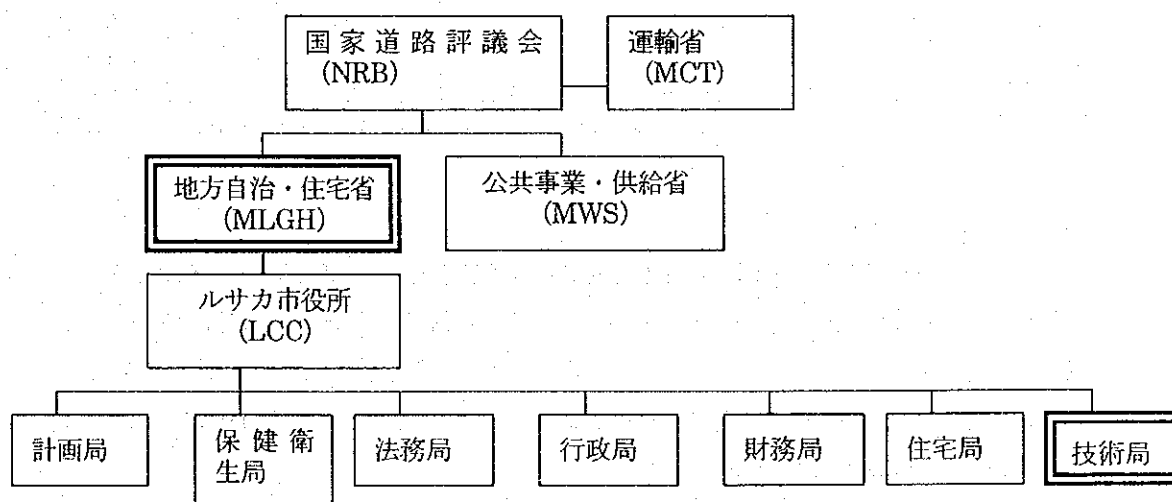 国家道路評議会
(NRB)
運輸省
(MCT)
地方自治・住宅省
(MLGH)
公共事業・供給省
(MWS)
ルサカ市役所
(LCC)
計画局
保健衛
生局
法務局
行政局
財務局
住宅局
技術局